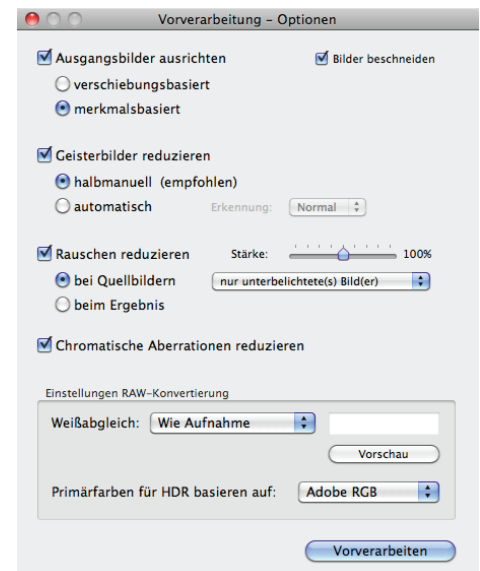 Vorverarbeitung – Optionen
Ausgangsbilder ausrichten Bilder beschneiden
verschiebungsbasiert
merkmalsbasiert
Geisterbilder reduzieren
halbmanuell (empfohlen)
automatisch Erkennung: Normal
Rauschen reduzieren Stärke: 100%
bei Quellbildern nur unterbelichtete(s) Bild(er)
beim Ergebnis
Chromatische Aberrationen reduzieren
Einstellungen RAW-Konvertierung
Weißabgleich: Wie Aufnahme
Vorschau
Primärfarben für HDR basieren auf: Adobe RGB
Vorverarbeiten